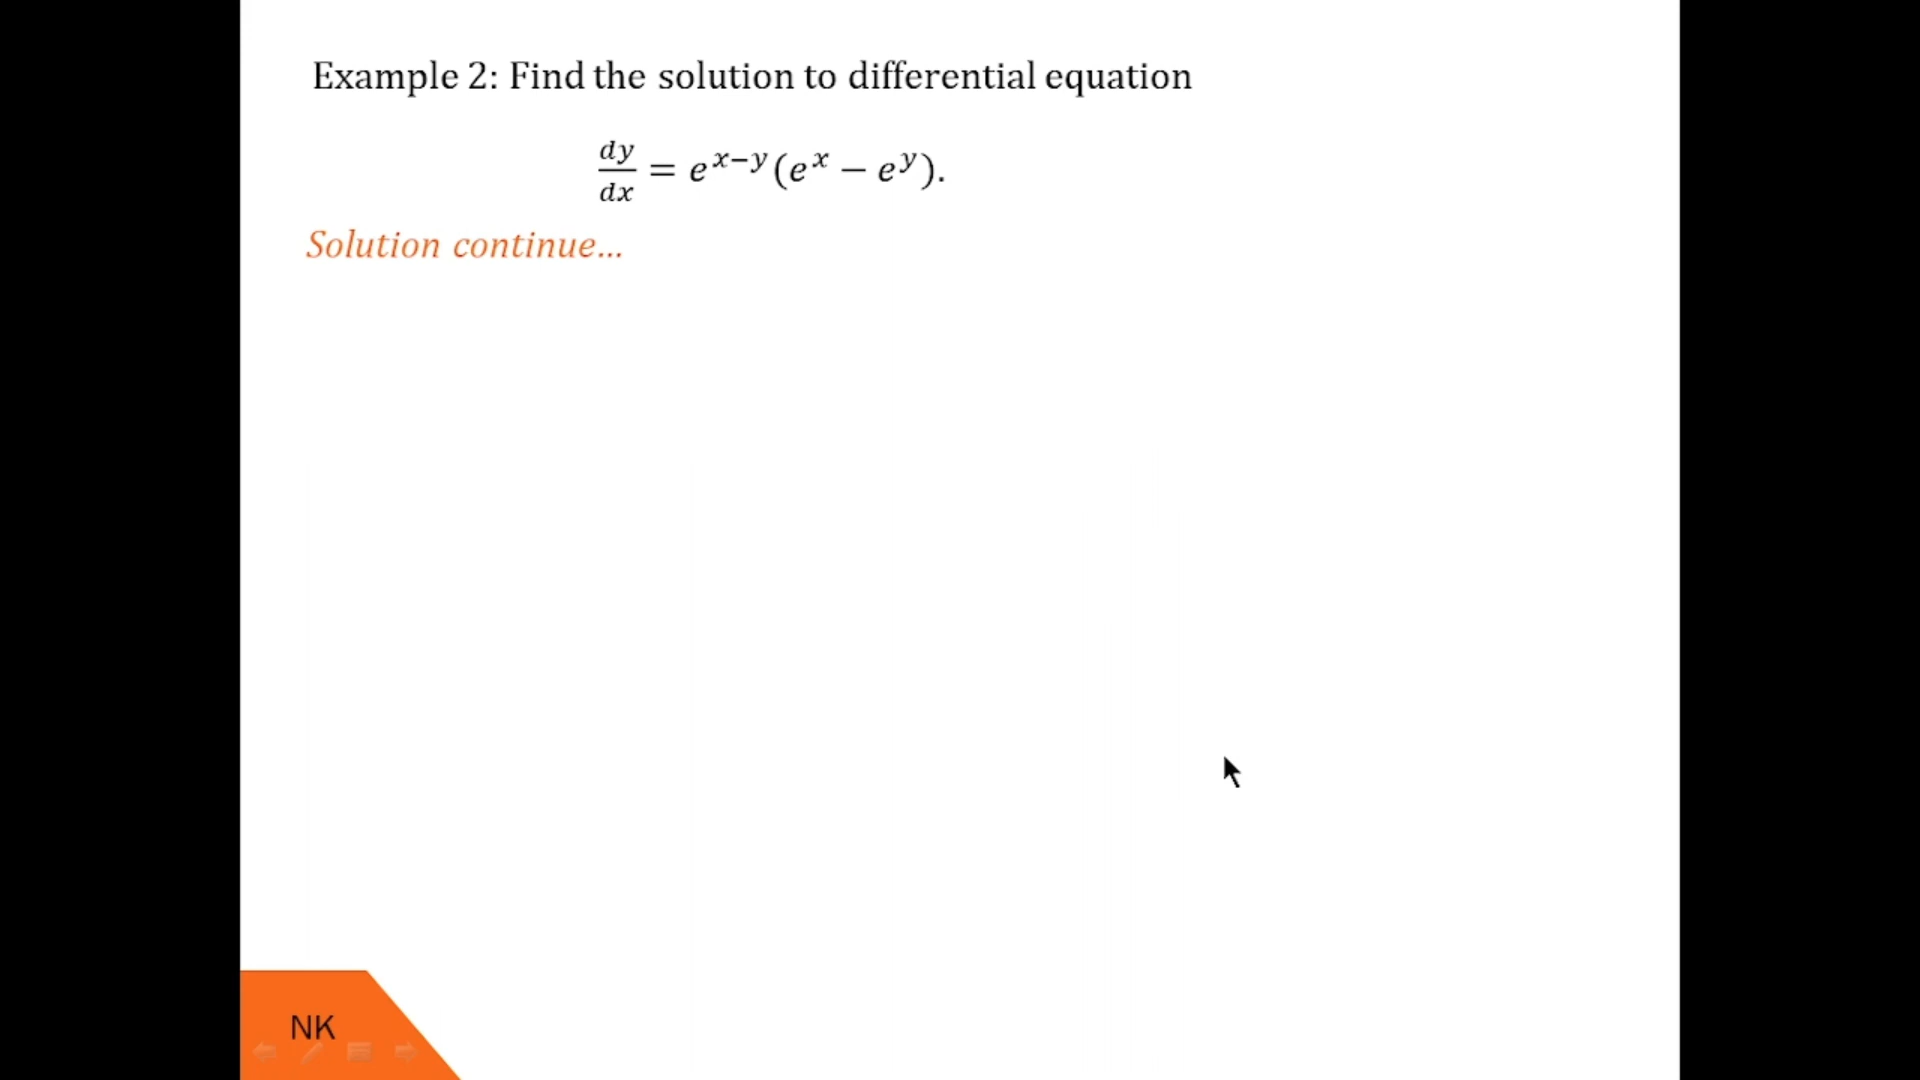 Example 2: Find the solution to differential equation
dy/dx = e^{x−y}(e^x − e^y).
Solution continue...
NK